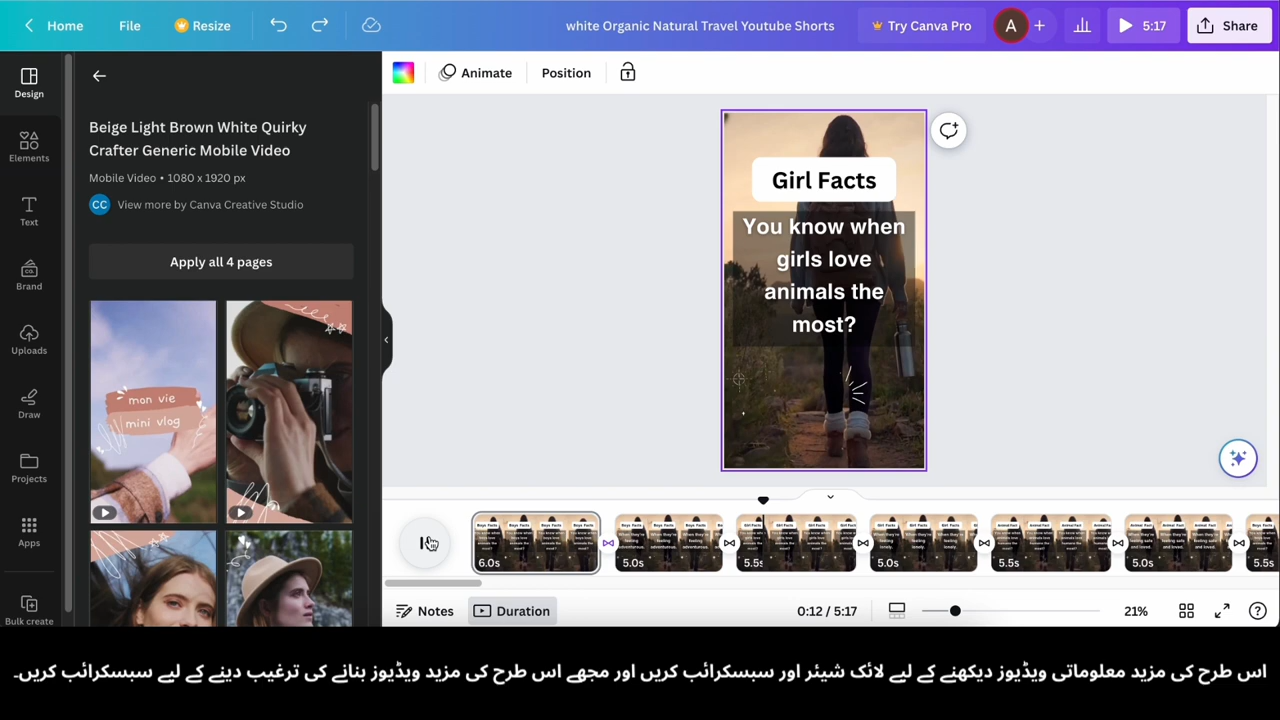 Home
File
Resize
white Organic Natural Travel Youtube Shorts
Try Canva Pro
A
5:17
Share
Design
Elements
Text
Brand
Uploads
Draw
Projects
Apps
Bulk create
Beige Light Brown White Quirky
Crafter Generic Mobile Video
Mobile Video • 1080 x 1920 px
CC
View more by Canva Creative Studio
Apply all 4 pages
mon vie
mini vlog
Animate
Position
Girl Facts
You know when
girls love
animals the
most?
6.0s
5.0s
5.5s
5.0s
5.5s
5.0s
5.5s
Notes
Duration
0:12 / 5:17
21%
اس طرح کی مزید معلوماتی ویڈیوز دیکھنے کے لیے لائک شیئر اور سبسکرائب کریں اور مجھے اس طرح کی مزید ویڈیوز بنانے کی ترغیب دینے کے لیے سبسکرائب کریں۔